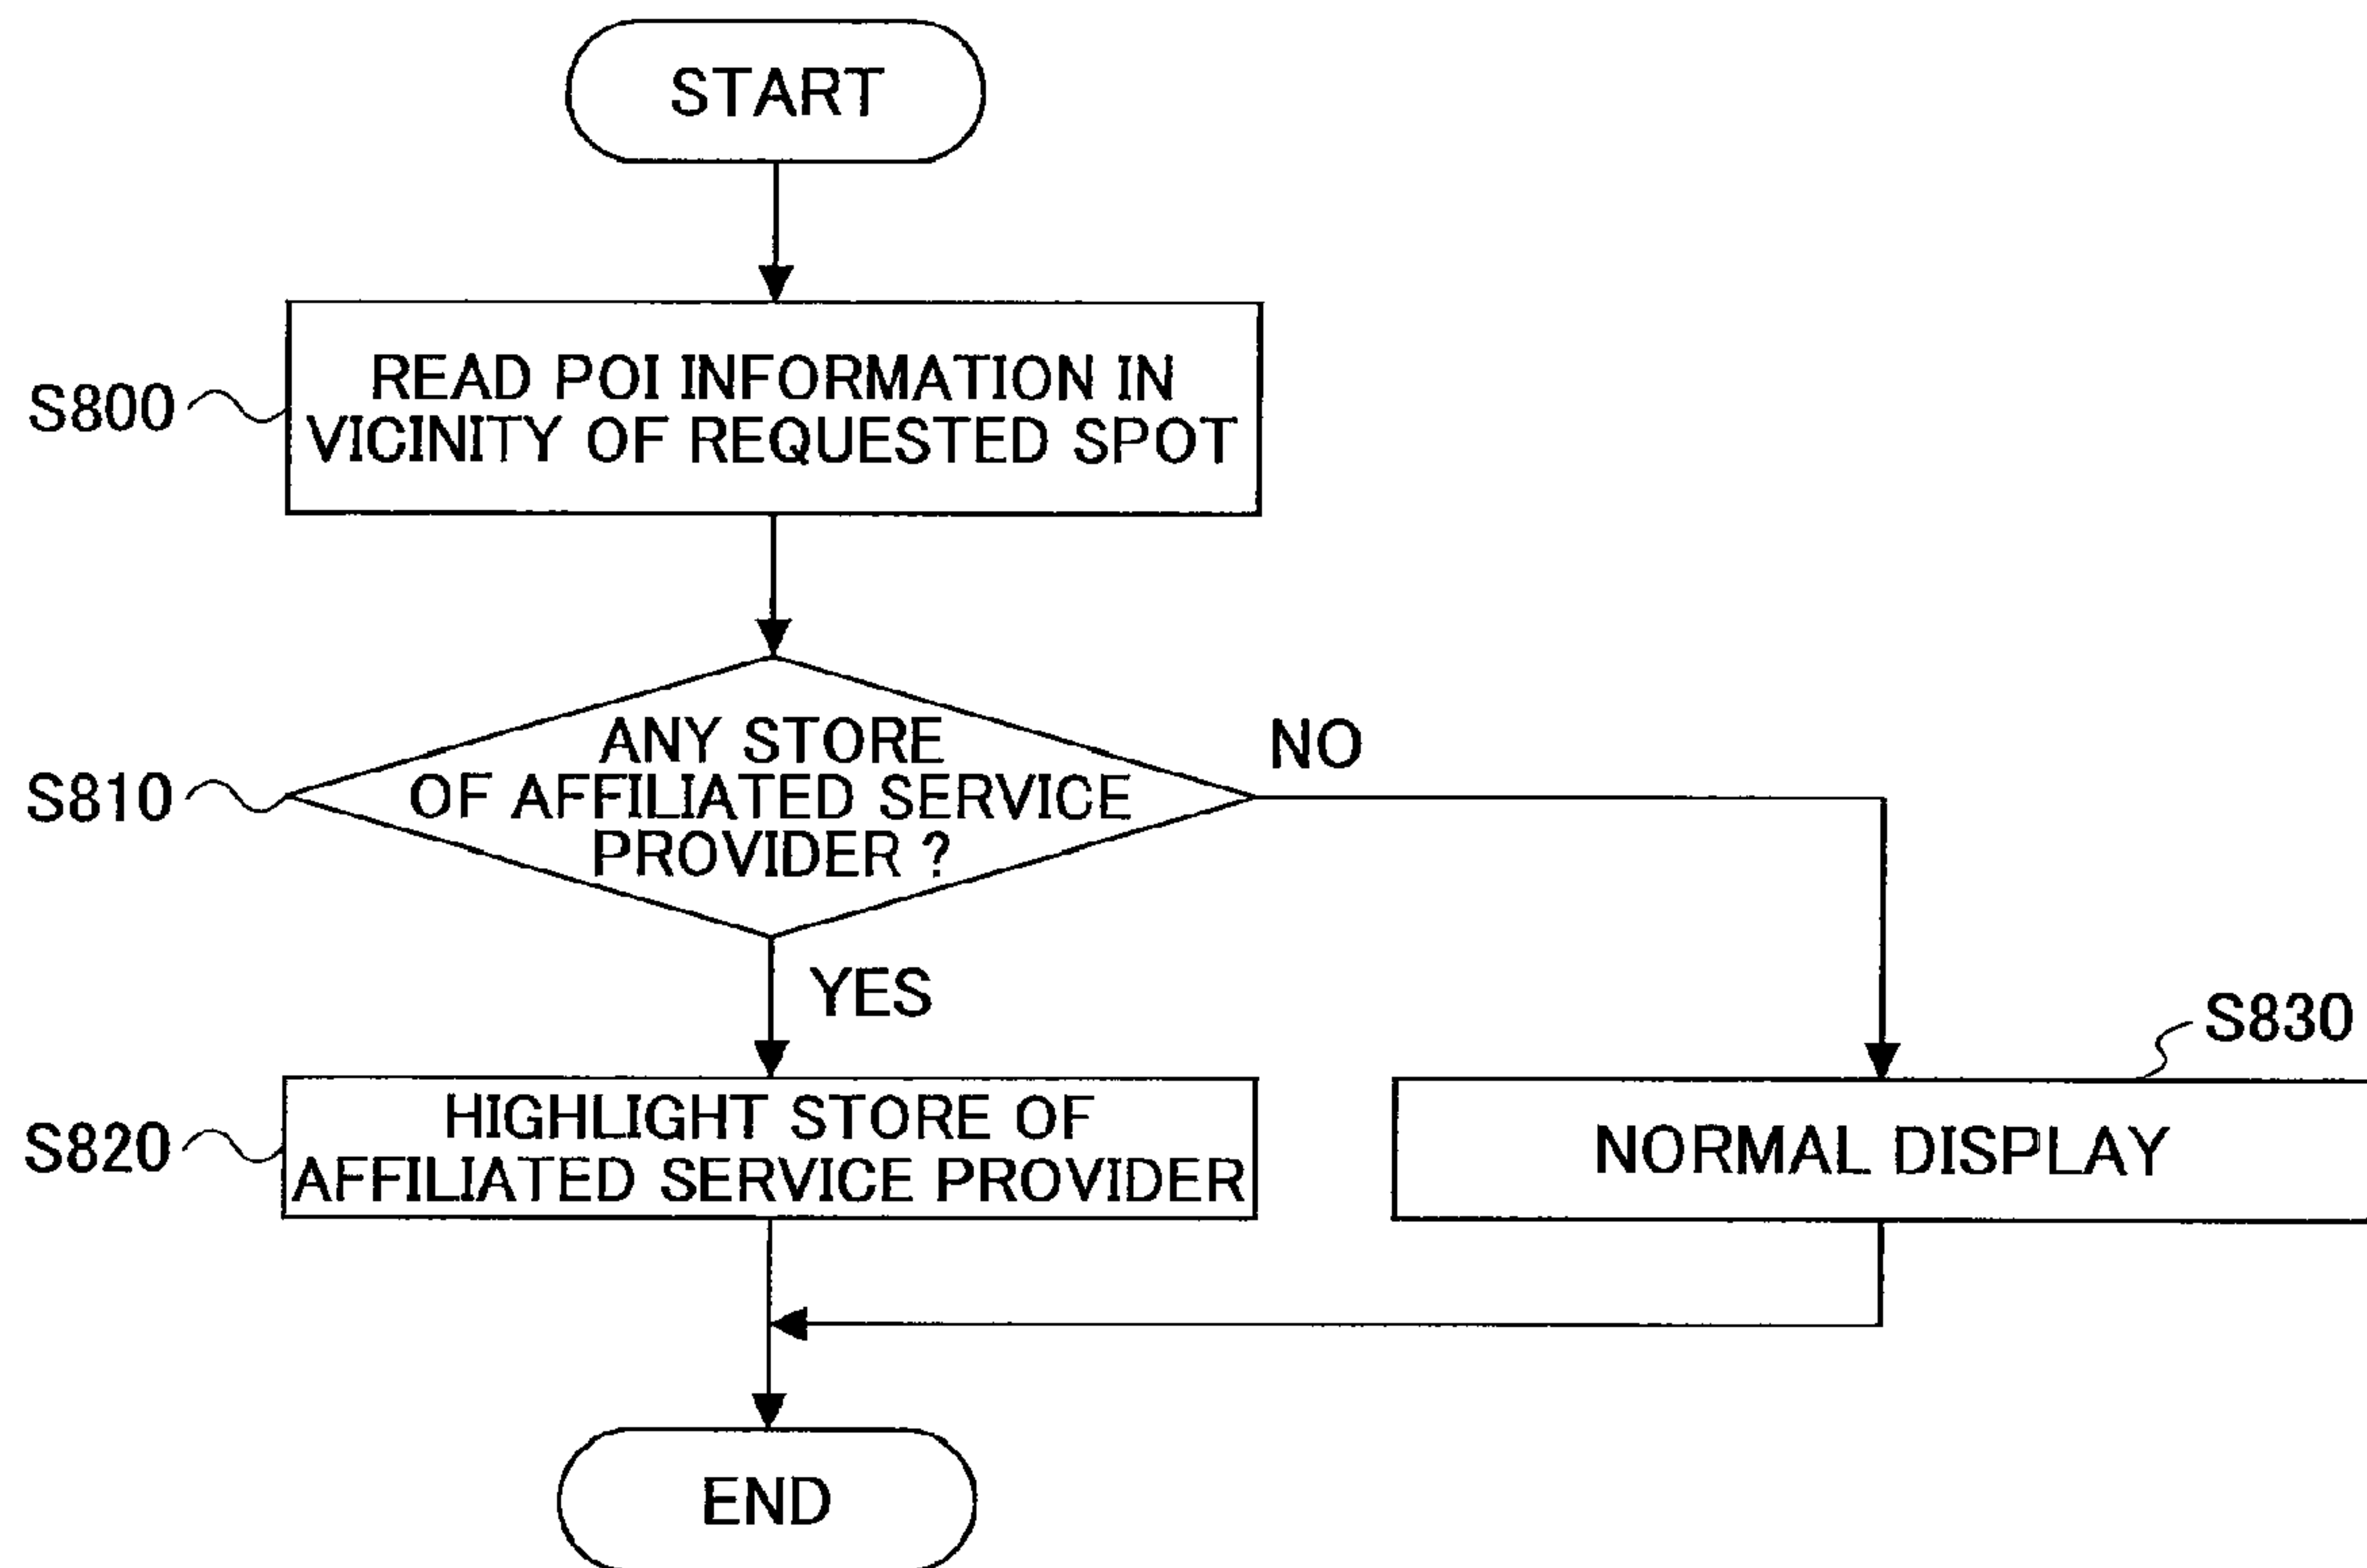 START
S800
READ POI INFORMATION IN
VICINITY OF REQUESTED SPOT
S810
ANY STORE
OF AFFILIATED SERVICE
PROVIDER ?
NO
YES
S820
HIGHLIGHT STORE OF
AFFILIATED SERVICE PROVIDER
S830
NORMAL DISPLAY
END